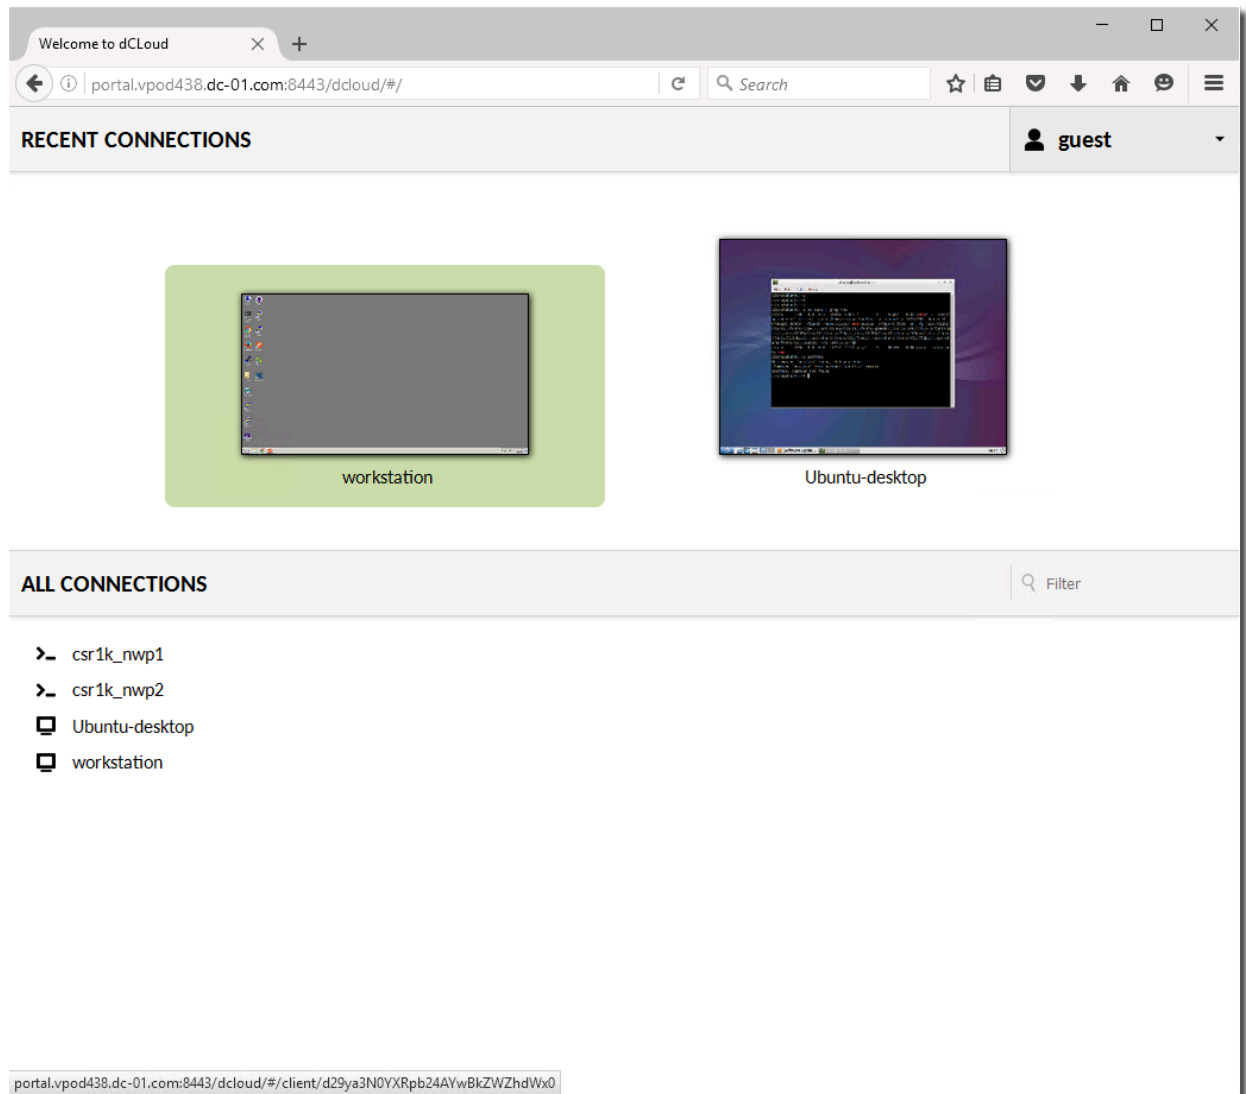 Welcome to dCLoud
portal.vpod438.dc-01.com:8443/dcloud/#/
Search
RECENT CONNECTIONS
guest
workstation
Ubuntu-desktop
ALL CONNECTIONS
Filter
csr1k_nwp1
csr1k_nwp2
Ubuntu-desktop
workstation
portal.vpod438.dc-01.com:8443/dcloud/#/client/d29ya3N0YXRpb24AYwBkZWZhdWx0